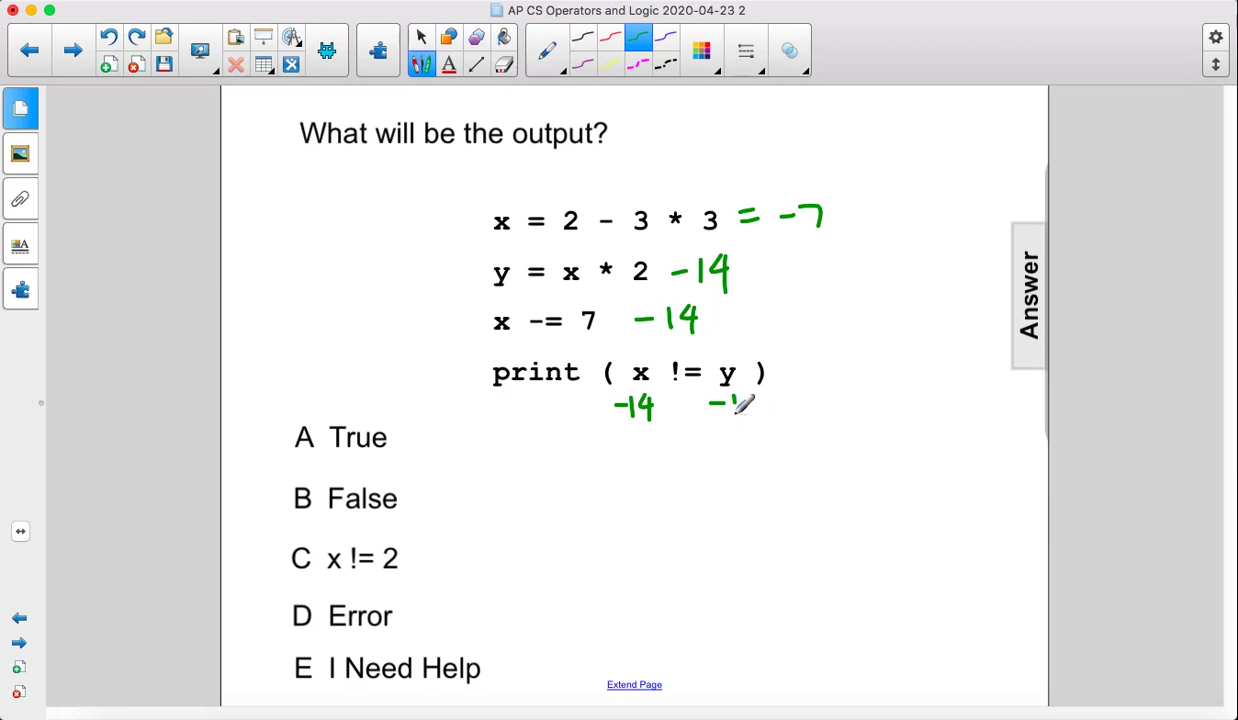 AP CS Operators and Logic 2020-04-23 2
What will be the output?
x = 2 - 3 * 3 = -7
y = x * 2 -14
x -= 7 -14
print ( x != y )
-14
A True
B False
C x != 2
D Error
E I Need Help
Extend Page
Answer